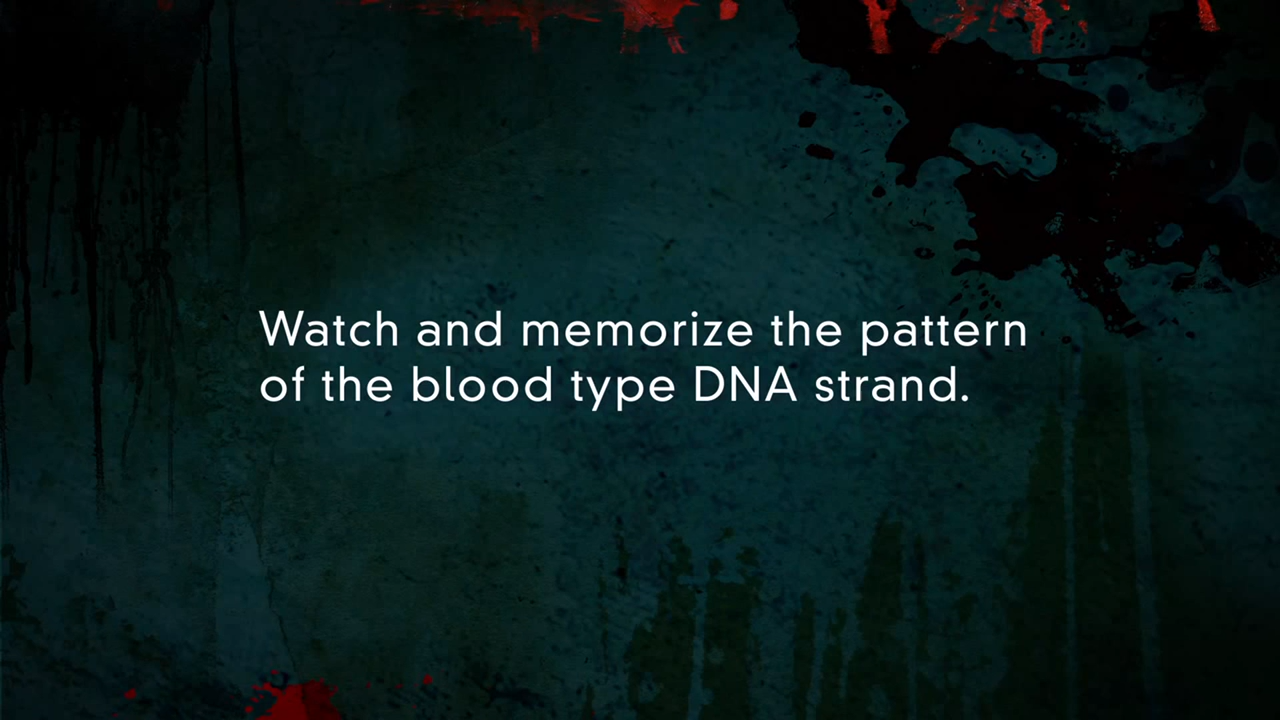 Watch and memorize the pattern
of the blood type DNA strand.